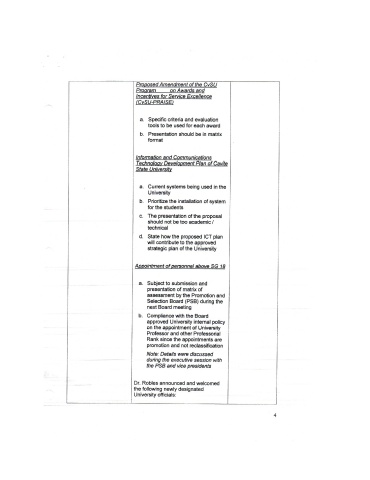 Proposed Amendment of the CvSU
Program on Awards and
Incentives for Service Excellence
(CvSU-PRAISE)
a. Specific criteria and evaluation
tools to be used for each award
b. Presentation should be in matrix
format
Information and Communications
Technology Development Plan of Cavite
State University
a. Current systems being used in the
University
b. Prioritize the installation of system
for the students
c. The presentation of the proposal
should not be too academic /
technical
d. State how the proposed ICT plan
will contribute to the approved
strategic plan of the University
Appointment of personnel above SG 18
a. Subject to submission and
presentation of matrix of
assessment by the Promotion and
Selection Board (PSB) during the
next Board meeting
b. Compliance with the Board
approved University internal policy
on the appointment of University
Professor and other Professorial
Rank since the appointments are
promotion and not reclassification
Note: Details were discussed
during the executive session with
the PSB and vice presidents
Dr. Robles announced and welcomed
the following newly designated
University officials:
4